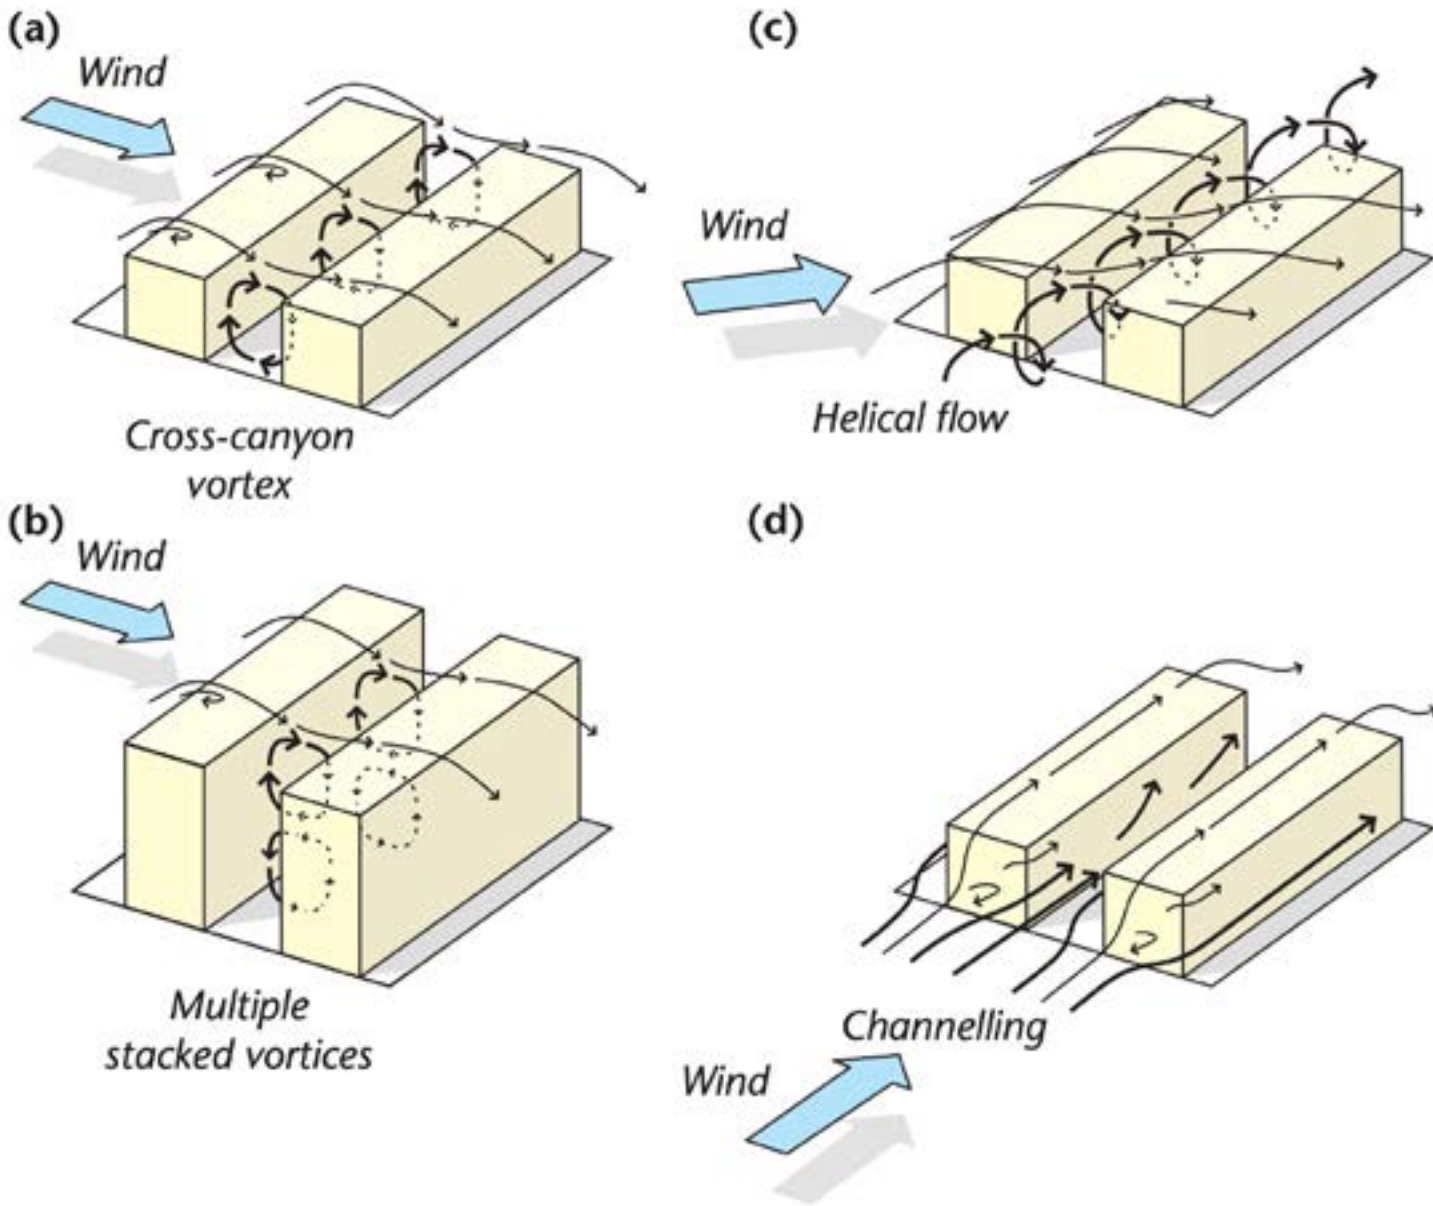 (a)
Wind
Cross-canyon
vortex
(b)
Wind
Multiple
stacked vortices
(c)
Wind
Helical flow
(d)
Channelling
Wind